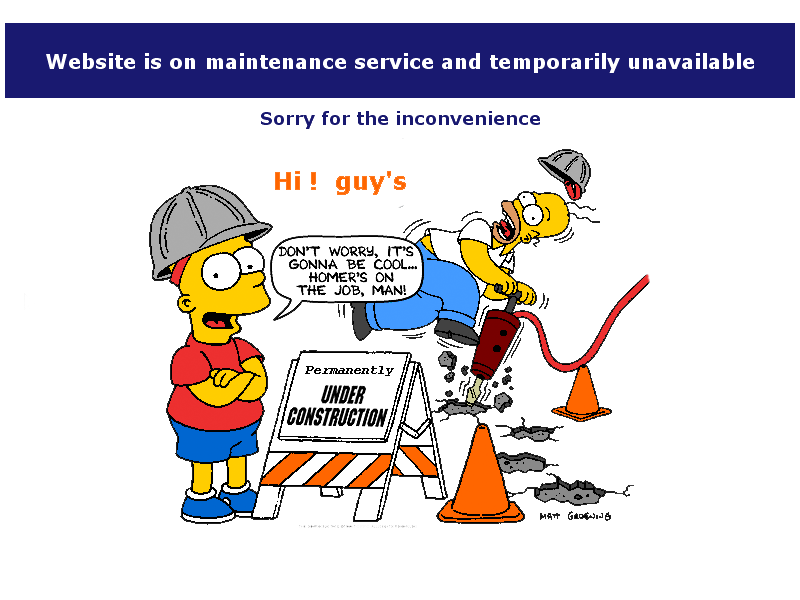 Website is on maintenance service and temporarily unavailable
Sorry for the inconvenience
Hi ! guy's
DON'T WORRY, IT'S
GONNA BE COOL...
HOMER'S ON
THE JOB, MAN!
Permanently
UNDER
CONSTRUCTION
MATT GROENING